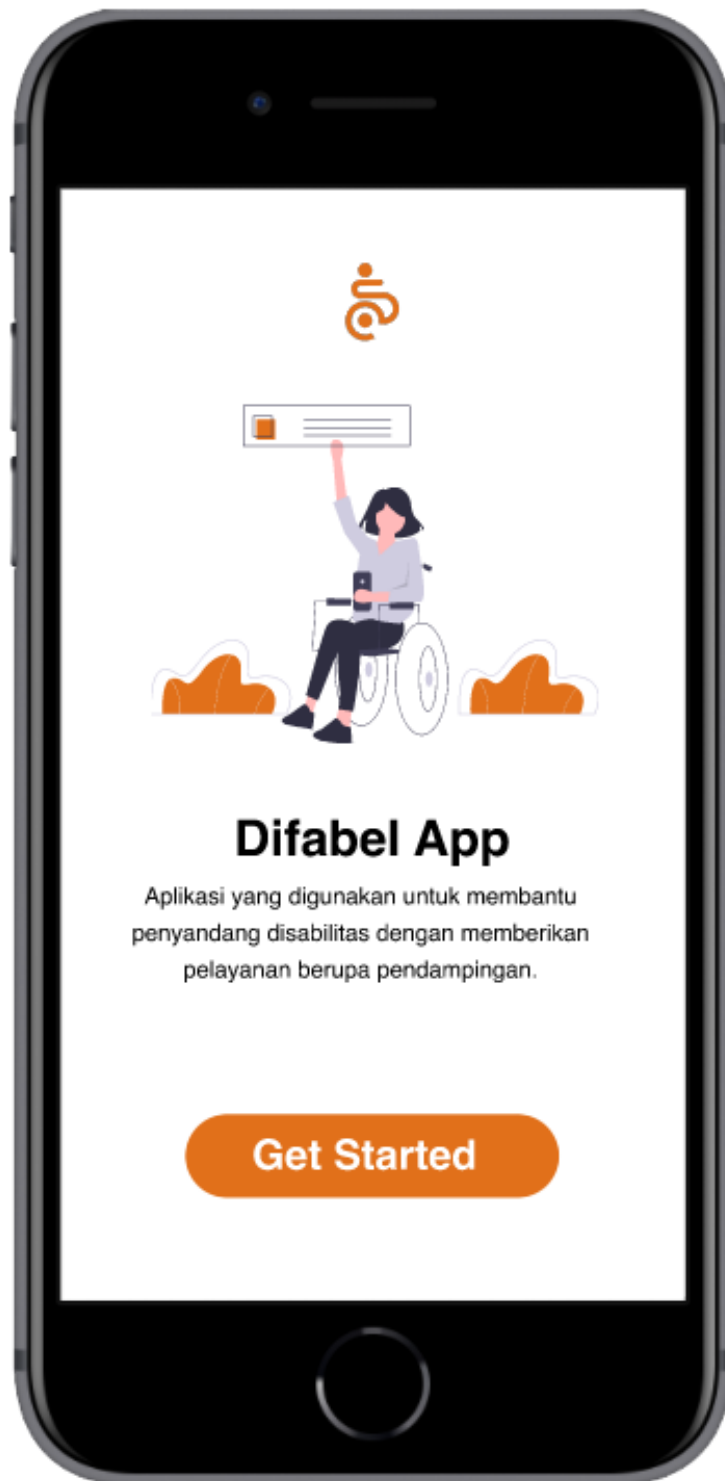 Difabel App
Aplikasi yang digunakan untuk membantu
penyandang disabilitas dengan memberikan
pelayanan berupa pendampingan.
Get Started